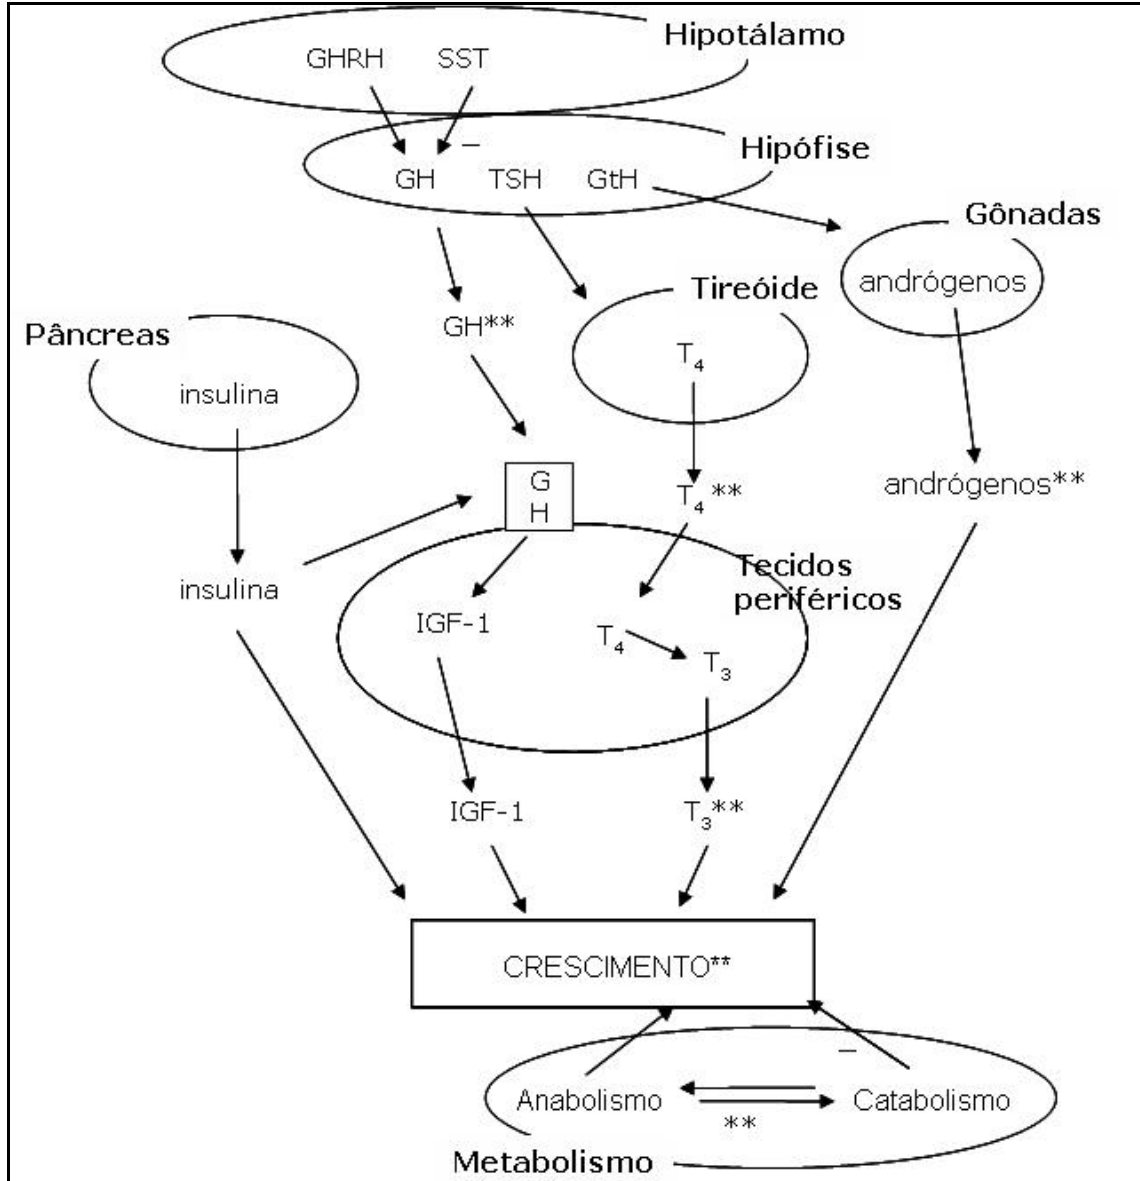 Hipotálamo
GHRH SST
–
Hipófise
GH TSH GtH
Gônadas
andrógenos
Tireóide
GH**
Pâncreas
T4
insulina
G
H
T4**
andrógenos**
Tecidos
periféricos
insulina
IGF-1
T4
T3
IGF-1
T3**
CRESCIMENTO**
–
Anabolismo
Catabolismo
**
Metabolismo